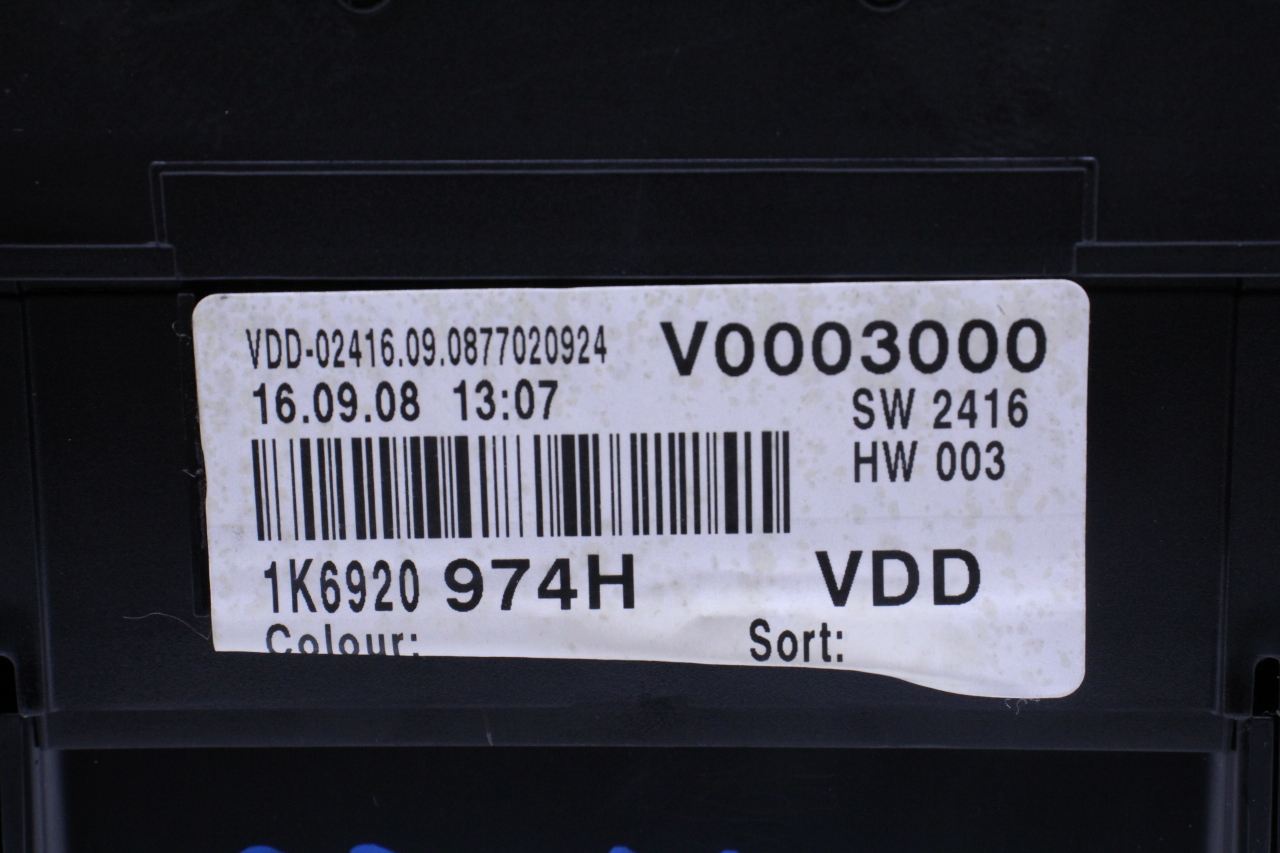 VDD-02416.09.0877020924 V0003000
16.09.08 13:07 SW 2416
HW 003
1K6920 974H VDD
Colour: Sort: